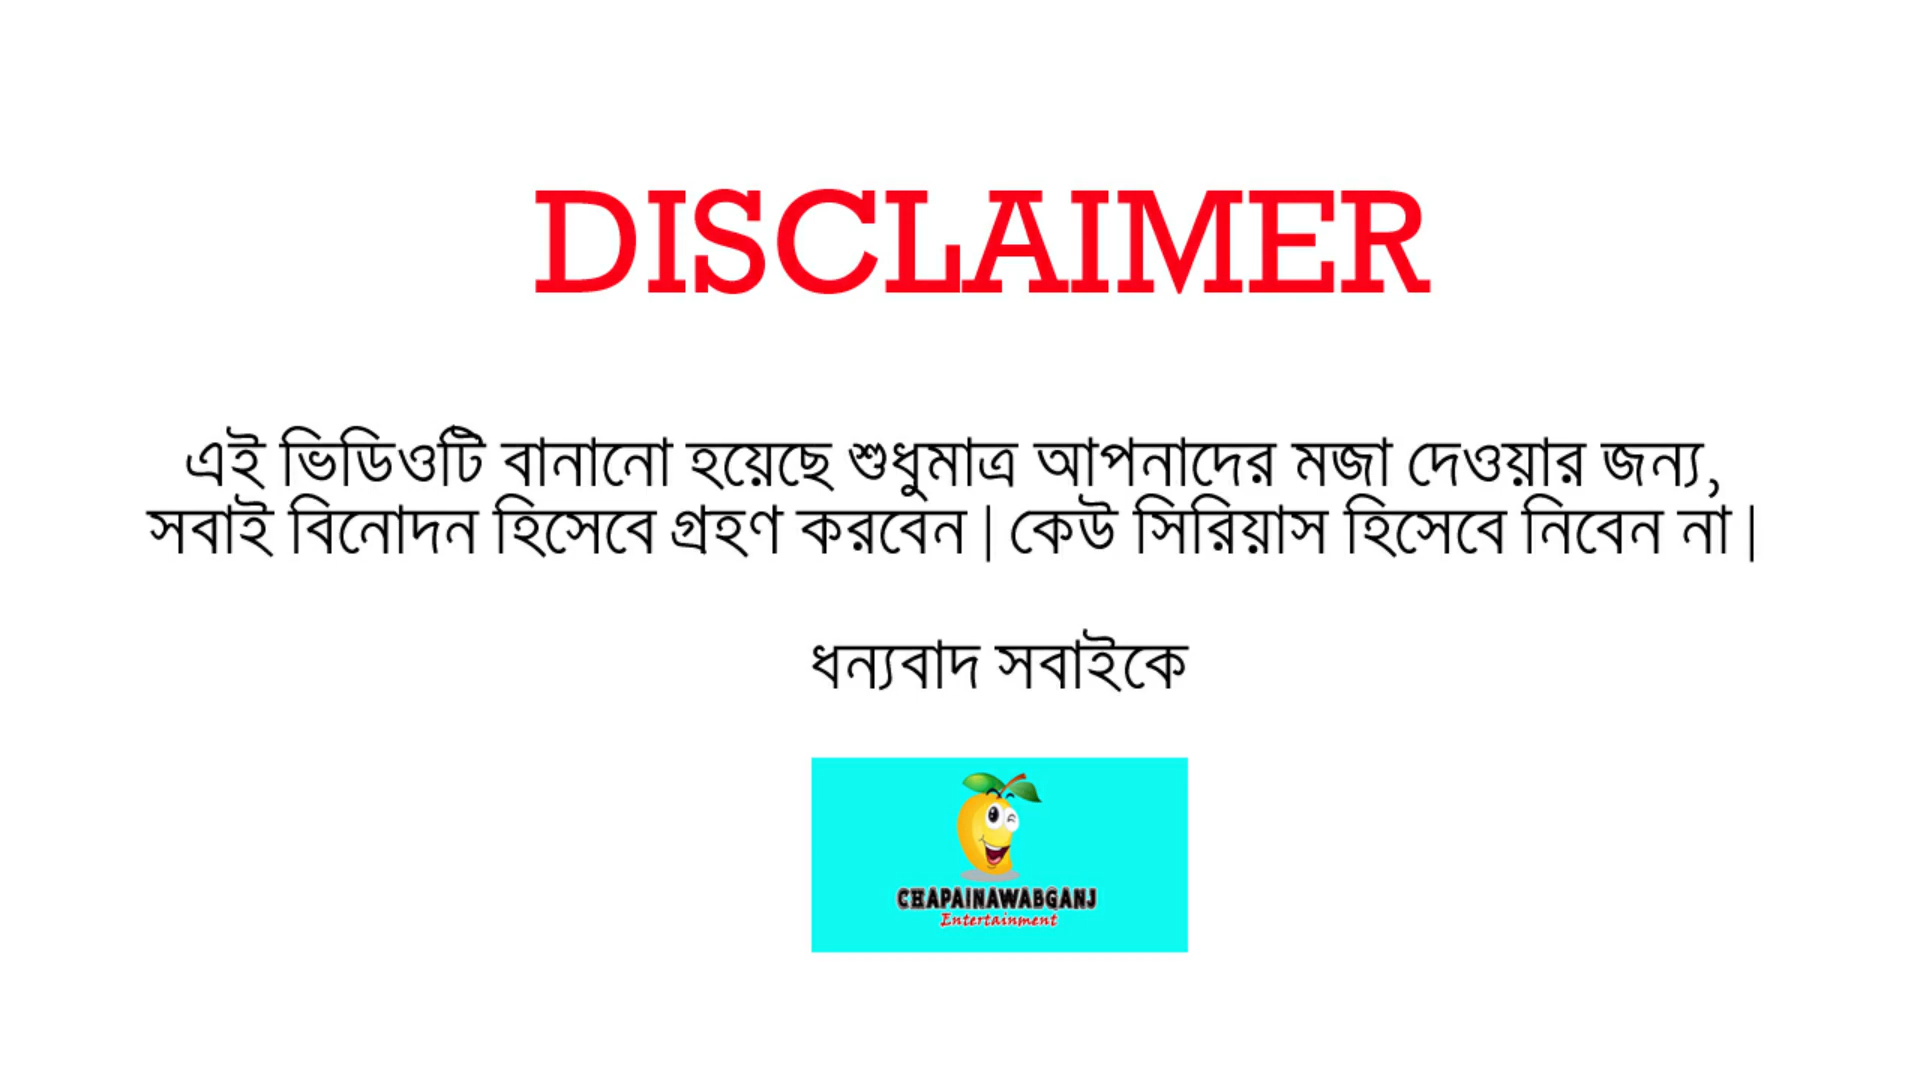 DISCLAIMER
এই ভিডিওটি বানানো হয়েছে শুধুমাত্র আপনাদের মজা দেওয়ার জন্য,
সবাই বিনোদন হিসেবে গ্রহণ করবেন | কেউ সিরিয়াস হিসেবে নিবেন না |
ধন্যবাদ সবাইকে
CHAPAINAWABGANJ
Entertainment